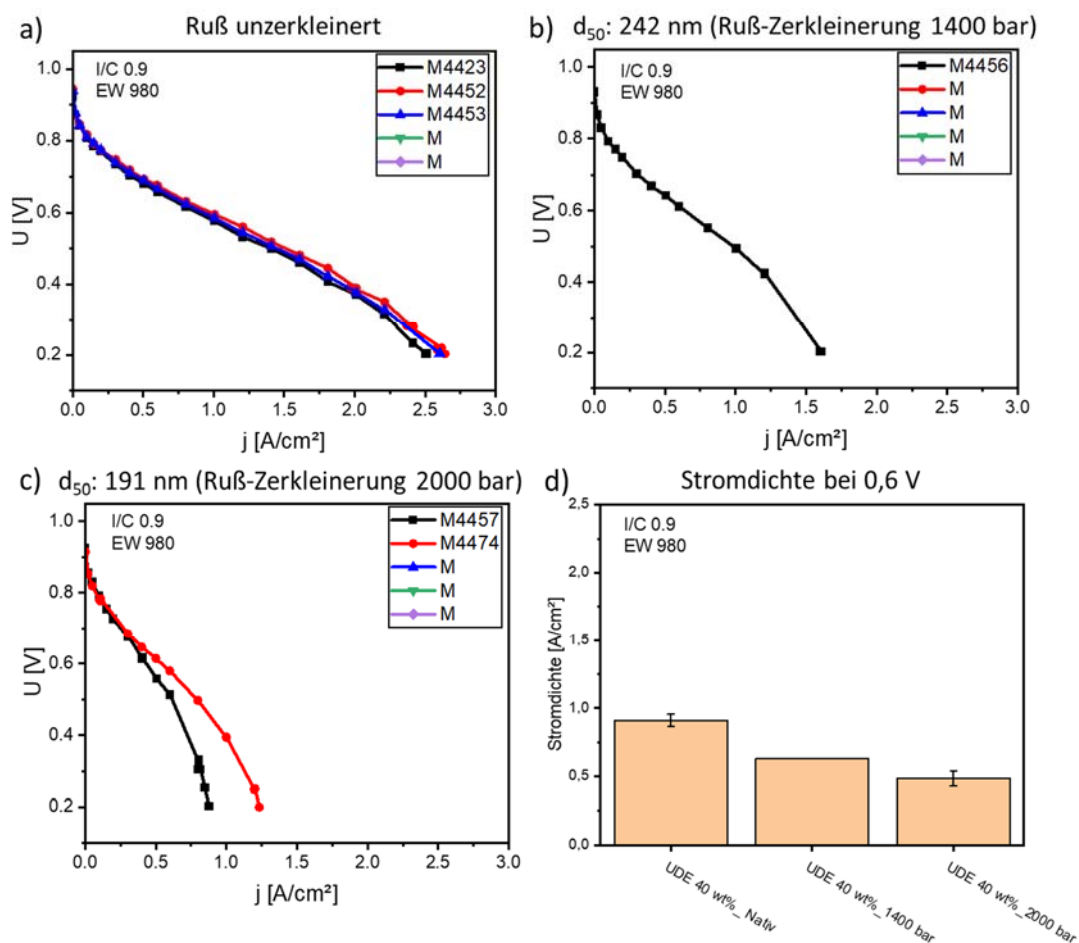 a) Ruß unzerkleinert
I/C 0.9
EW 980
M4423
M4452
M4453
M
M
1.0
0.8
0.6
0.4
0.2
U [V]
0.0 0.5 1.0 1.5 2.0 2.5 3.0
j [A/cm²]
b) d₅₀: 242 nm (Ruß-Zerkleinerung 1400 bar)
I/C 0.9
EW 980
M4456
M
M
M
M
1.0
0.8
0.6
0.4
0.2
U [V]
0.0 0.5 1.0 1.5 2.0 2.5 3.0
j [A/cm²]
c) d₅₀: 191 nm (Ruß-Zerkleinerung 2000 bar)
I/C 0.9
EW 980
M4457
M4474
M
M
M
1.0
0.8
0.6
0.4
0.2
U [V]
0.0 0.5 1.0 1.5 2.0 2.5 3.0
j [A/cm²]
d) Stromdichte bei 0,6 V
I/C 0.9
EW 980
2,5
2,0
1,5
1,0
0,5
0,0
Stromdichte [A/cm²]
UDE 40 wt%_Nativ
UDE 40 wt%_1400 bar
UDE 40 wt%_2000 bar